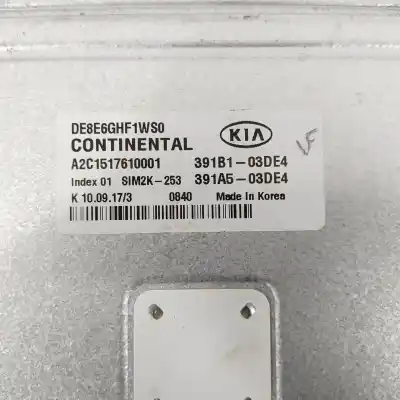 DE8E6GHF1WS0
CONTINENTAL KIA
A2C1517610001 391B1-03DE4
Index 01 SIM2K-253 391A5-03DE4
K 10.09.17/3 0840 Made in Korea